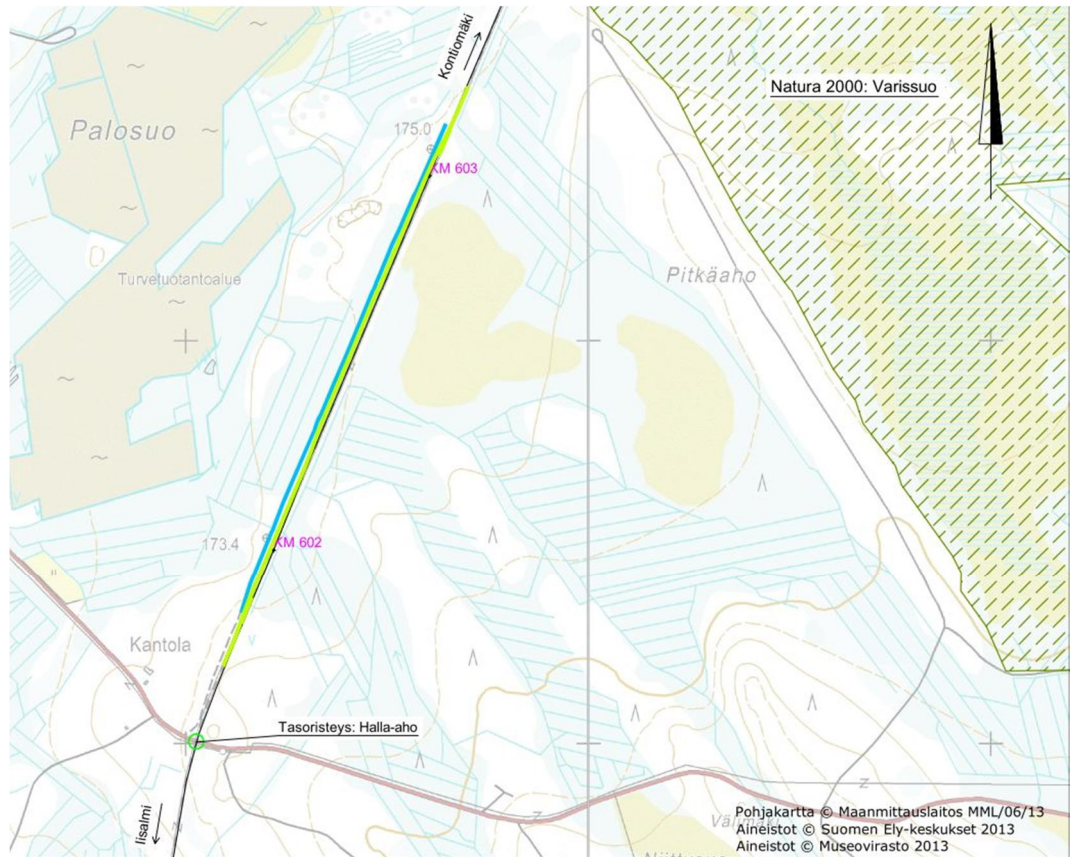 Kontiomäki
Natura 2000: Varissuo
Palosuo
175.0
KM 603
Turvetuotantoalue
Pitkäaho
173.4
KM 602
Kantola
Tasoristeys: Halla-aho
Iisalmi
Pohjakartta © Maanmittauslaitos MML/06/13
Aineistot © Suomen Ely-keskukset 2013
Aineistot © Museovirasto 2013